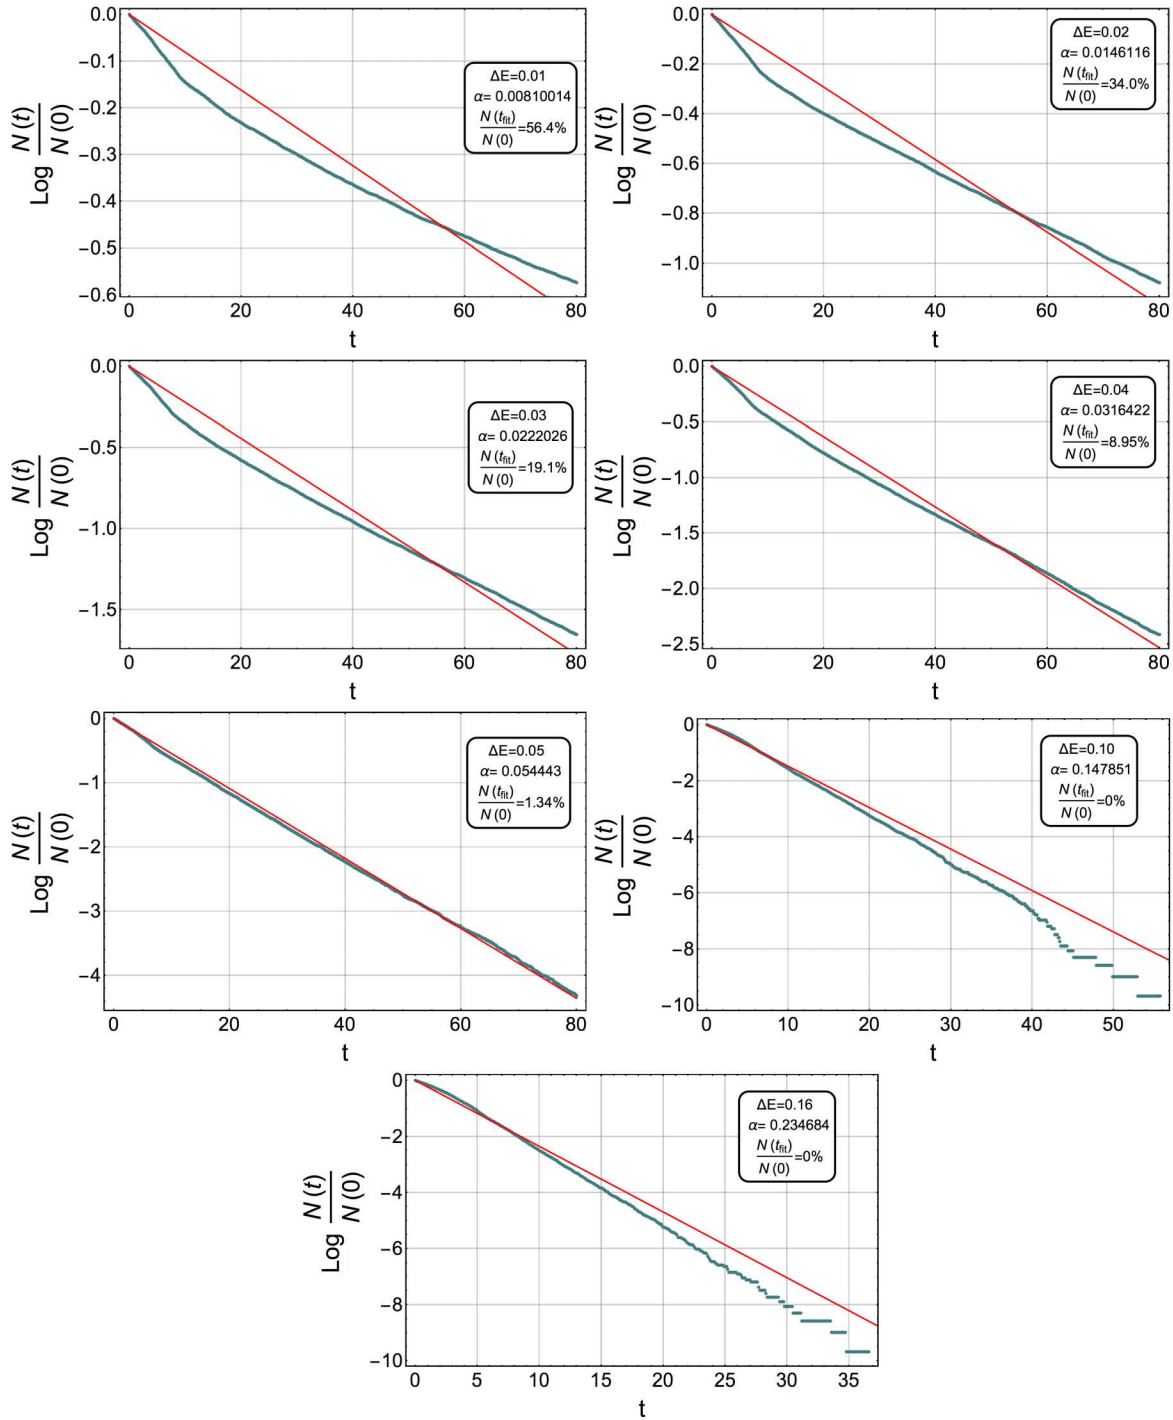 0.0
-0.1
-0.2
-0.3
-0.4
-0.5
-0.6
Log N(t)/N(0)
ΔE=0.01
α= 0.00810014
N(t_fit)/N(0)=56.4%
0 20 40 60 80
t
0.0
-0.2
-0.4
-0.6
-0.8
-1.0
Log N(t)/N(0)
ΔE=0.02
α= 0.0146116
N(t_fit)/N(0)=34.0%
0 20 40 60 80
t
0.0
-0.5
-1.0
-1.5
Log N(t)/N(0)
ΔE=0.03
α= 0.0222026
N(t_fit)/N(0)=19.1%
0 20 40 60 80
t
0.0
-0.5
-1.0
-1.5
-2.0
-2.5
Log N(t)/N(0)
ΔE=0.04
α= 0.0316422
N(t_fit)/N(0)=8.95%
0 20 40 60 80
t
0
-1
-2
-3
-4
Log N(t)/N(0)
ΔE=0.05
α= 0.054443
N(t_fit)/N(0)=1.34%
0 20 40 60 80
t
0
-2
-4
-6
-8
-10
Log N(t)/N(0)
ΔE=0.10
α= 0.147851
N(t_fit)/N(0)=0%
0 10 20 30 40 50
t
0
-2
-4
-6
-8
-10
Log N(t)/N(0)
ΔE=0.16
α= 0.234684
N(t_fit)/N(0)=0%
0 5 10 15 20 25 30 35
t